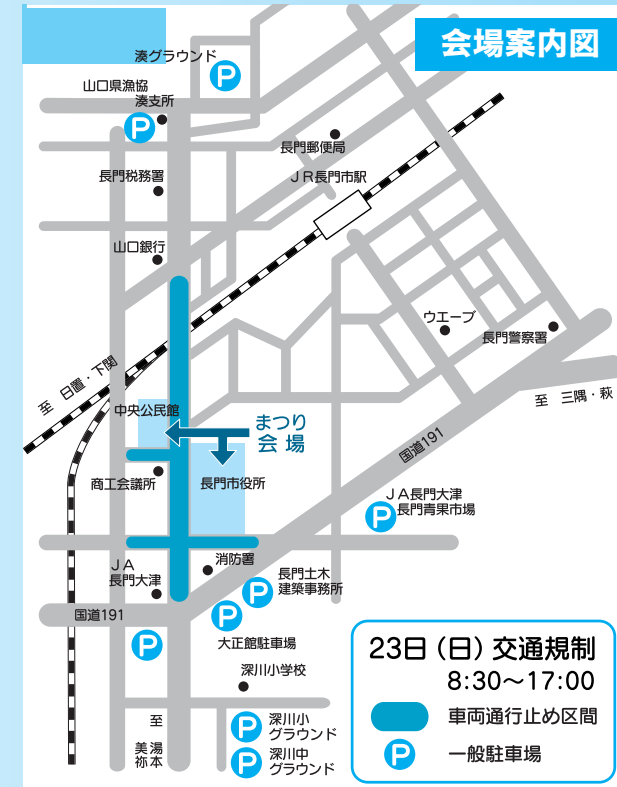 会場案内図
湊グラウンド
P
山口県漁協
湊支所
P
長門郵便局
長門税務署
JR長門市駅
山口銀行
ウエーブ
長門警察署
至 日置・下関
至 三隅・萩
中央公民館
まつり
会場
国道191
商工会議所
長門市役所
JA長門大津
長門青果市場
P
消防署
JA
長門大津
長門土木
建築事務所
P
国道191
P
大正館駐車場
P
深川小学校
至
美祢
湯本
P
深川小
グラウンド
P
深川中
グラウンド
23日(日)交通規制
8:30〜17:00
車両通行止め区間
P
一般駐車場